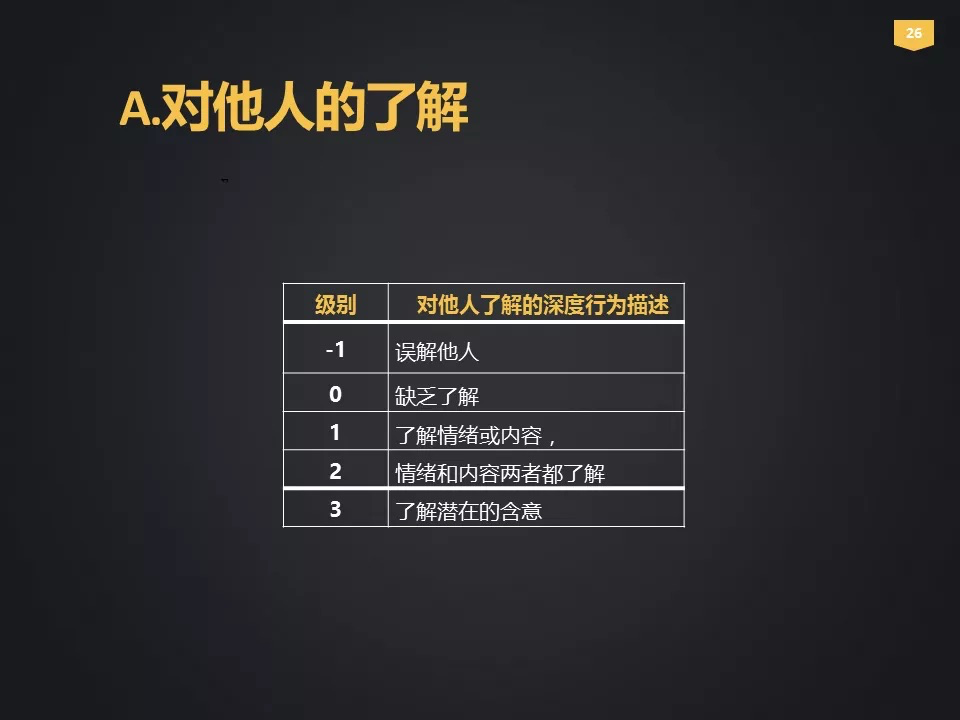 26
A.对他人的了解
级别 对他人了解的深度行为描述
-1 误解他人
0 缺乏了解
1 了解情绪或内容，
2 情绪和内容两者都了解
3 了解潜在的含意